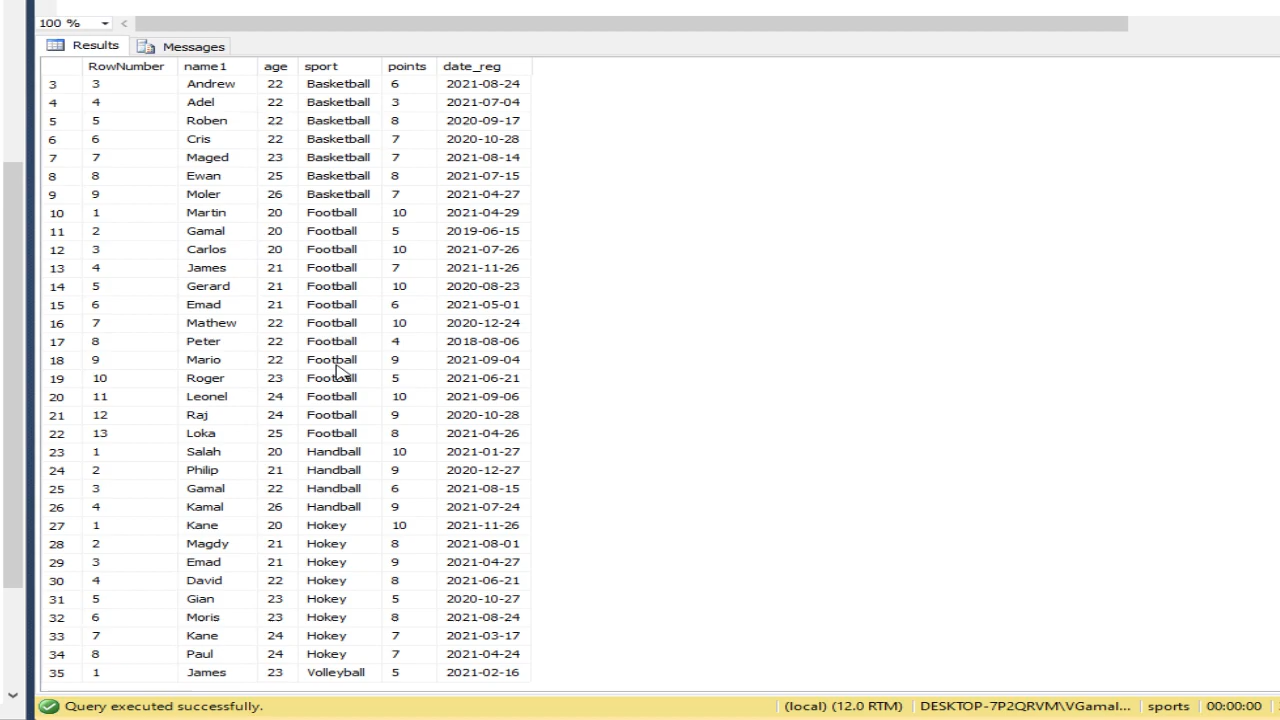 100 %
Results Messages
RowNumber name1 age sport points date_reg
3 3 Andrew 22 Basketball 6 2021-08-24
4 4 Adel 22 Basketball 3 2021-07-04
5 5 Roben 22 Basketball 8 2020-09-17
6 6 Cris 22 Basketball 7 2020-10-28
7 7 Maged 23 Basketball 7 2021-08-14
8 8 Ewan 25 Basketball 8 2021-07-15
9 9 Moler 26 Basketball 7 2021-04-27
10 1 Martin 20 Football 10 2021-04-29
11 2 Gamal 20 Football 5 2019-06-15
12 3 Carlos 20 Football 10 2021-07-26
13 4 James 21 Football 7 2021-11-26
14 5 Gerard 21 Football 10 2020-08-23
15 6 Emad 21 Football 6 2021-05-01
16 7 Mathew 22 Football 10 2020-12-24
17 8 Peter 22 Football 4 2018-08-06
18 9 Mario 22 Football 9 2021-09-04
19 10 Roger 23 Football 5 2021-06-21
20 11 Leonel 24 Football 10 2021-09-06
21 12 Raj 24 Football 9 2020-10-28
22 13 Loka 25 Football 8 2021-04-26
23 1 Salah 20 Handball 10 2021-01-27
24 2 Philip 21 Handball 9 2020-12-27
25 3 Gamal 22 Handball 6 2021-08-15
26 4 Kamal 26 Handball 9 2021-07-24
27 1 Kane 20 Hokey 10 2021-11-26
28 2 Magdy 21 Hokey 8 2021-08-01
29 3 Emad 21 Hokey 9 2021-04-27
30 4 David 22 Hokey 8 2021-06-21
31 5 Gian 23 Hokey 5 2020-10-27
32 6 Moris 23 Hokey 8 2021-08-24
33 7 Kane 24 Hokey 7 2021-03-17
34 8 Paul 24 Hokey 7 2021-04-24
35 1 James 23 Volleyball 5 2021-02-16
Query executed successfully. (local) (12.0 RTM) DESKTOP-7P2QRVM\VGamal... sports 00:00:00